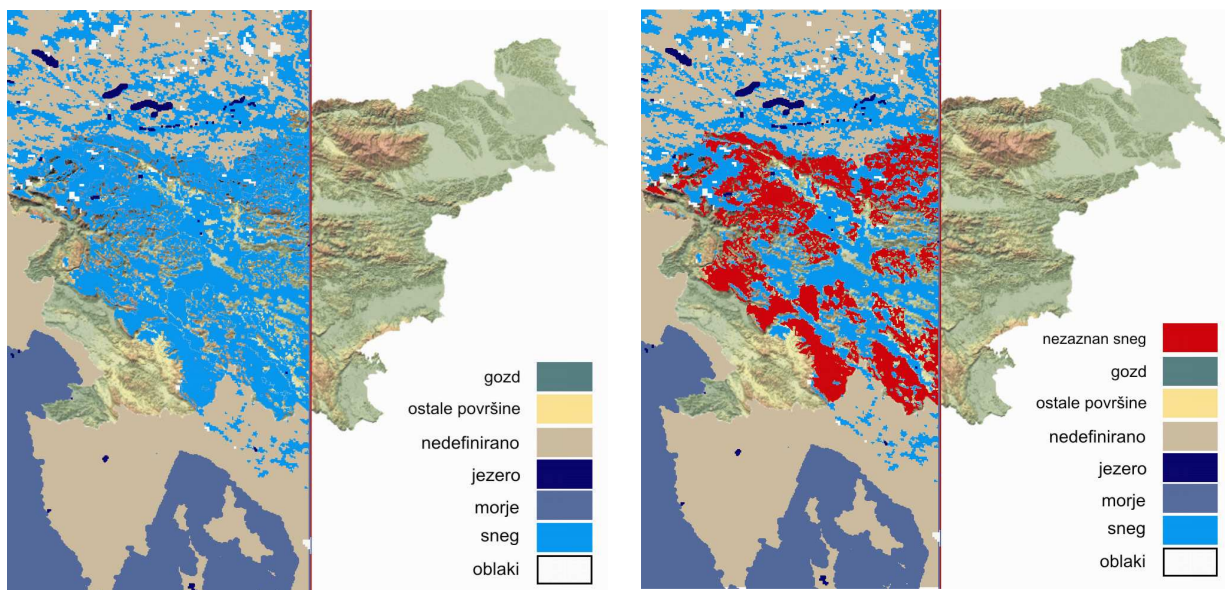 gozd
ostale površine
nedefinirano
jezero
morje
sneg
oblaki
nezaznan sneg
gozd
ostale površine
nedefinirano
jezero
morje
sneg
oblaki